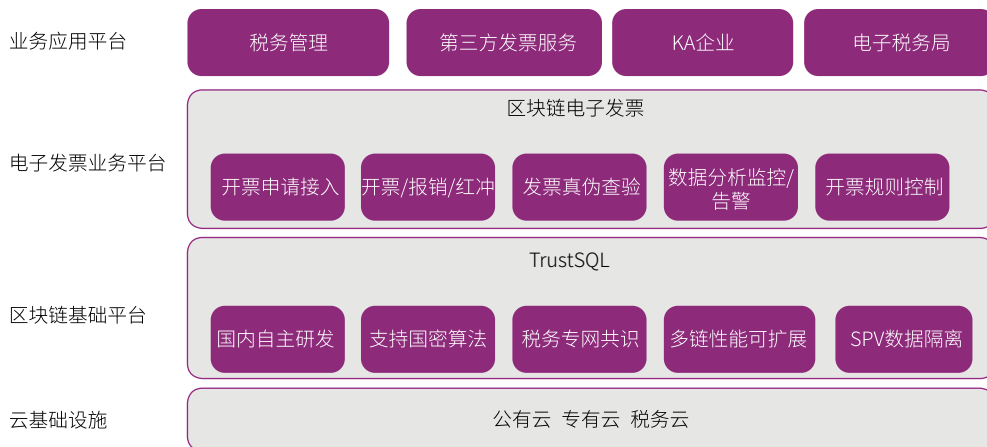 业务应用平台
税务管理
第三方发票服务
KA企业
电子税务局
电子发票业务平台
区块链电子发票
开票申请接入
开票/报销/红冲
发票真伪查验
数据分析监控/
告警
开票规则控制
区块链基础平台
TrustSQL
国内自主研发
支持国密算法
税务专网共识
多链性能可扩展
SPV数据隔离
云基础设施
公有云 专有云 税务云